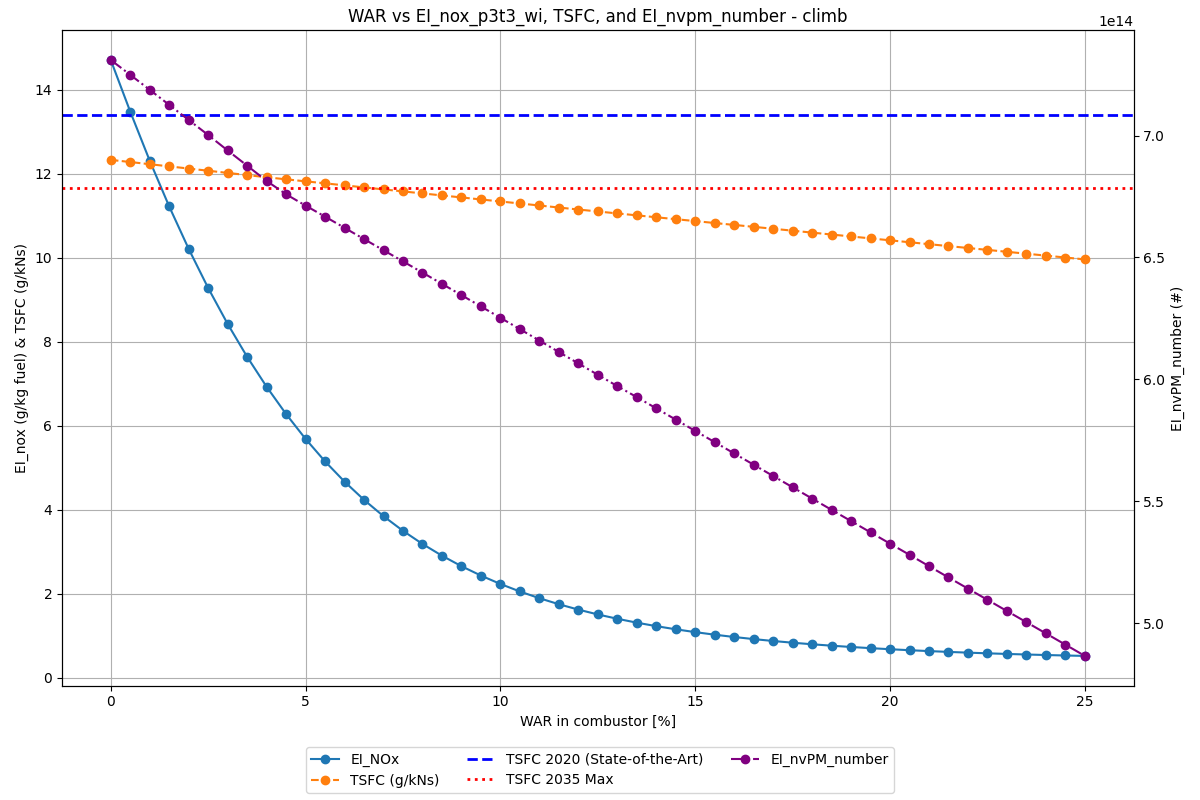 WAR vs EI_nox_p3t3_wi, TSFC, and EI_nvpm_number - climb
1e14
14
12
10
8
6
4
2
0
EI_nox (g/kg fuel) & TSFC (g/kNs)
7.0
6.5
6.0
5.5
5.0
EI_nvPM_number (#)
0 5 10 15 20 25
WAR in combustor [%]
EI_NOx
TSFC (g/kNs)
TSFC 2020 (State-of-the-Art)
TSFC 2035 Max
EI_nvPM_number